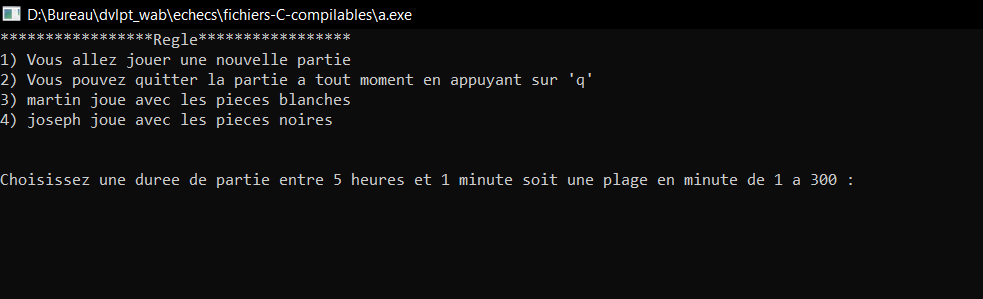 D:\Bureau\dvlpt_wab\echecs\fichiers-C-compilables\a.exe
*****************Regle*****************
1) Vous allez jouer une nouvelle partie
2) Vous pouvez quitter la partie a tout moment en appuyant sur 'q'
3) martin joue avec les pieces blanches
4) joseph joue avec les pieces noires
Choisissez une duree de partie entre 5 heures et 1 minute soit une plage en minute de 1 a 300 :